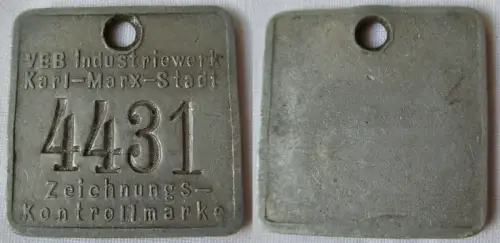 VEB Industriewerk
Karl-Marx-Stadt
4431
Zeichnungs-
Kontrollmarke